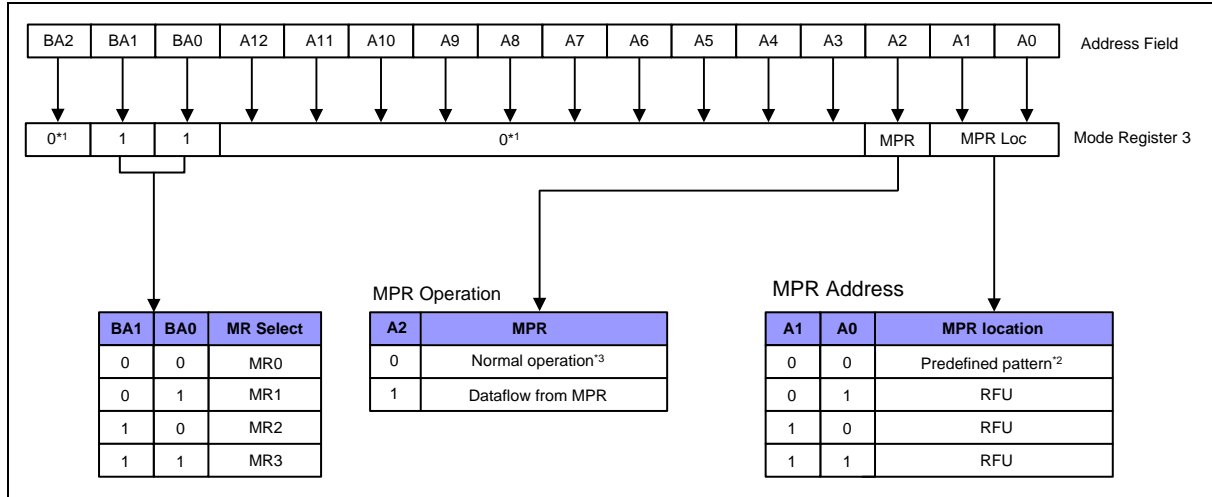 BA2 BA1 BA0 A12 A11 A10 A9 A8 A7 A6 A5 A4 A3 A2 A1 A0 Address Field
0*1 1 1 0*1 MPR MPR Loc Mode Register 3
MPR Operation MPR Address
BA1 BA0 MR Select A2 MPR A1 A0 MPR location
0 0 MR0 0 Normal operation*3 0 0 Predefined pattern*2
0 1 MR1 1 Dataflow from MPR 0 1 RFU
1 0 MR2 1 0 RFU
1 1 MR3 1 1 RFU